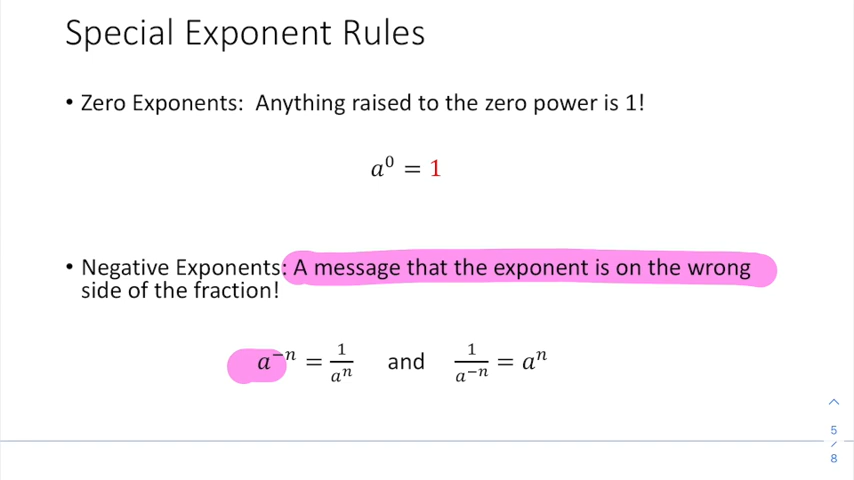 Special Exponent Rules
• Zero Exponents:  Anything raised to the zero power is 1!
a⁰ = 1
• Negative Exponents: A message that the exponent is on the wrong
side of the fraction!
a⁻ⁿ = 1/aⁿ and 1/a⁻ⁿ = aⁿ
5
/
8